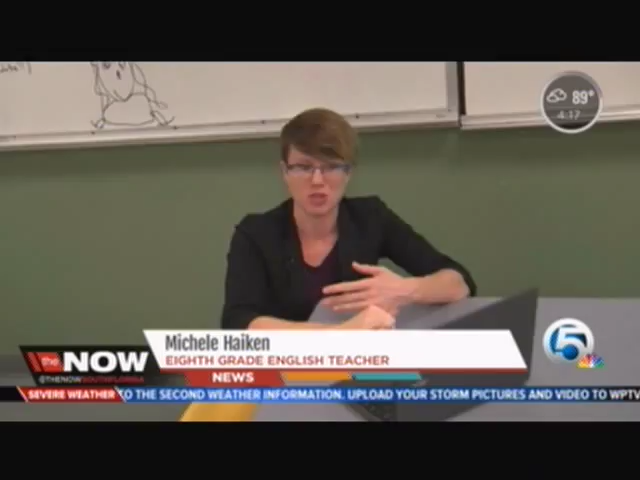 89°
4:17
Michele Haiken
EIGHTH GRADE ENGLISH TEACHER
the NOW
@THENOWSOUTHFLORIDA
NEWS
5
SEVERE WEATHER TO THE SECOND WEATHER INFORMATION. UPLOAD YOUR STORM PICTURES AND VIDEO TO WPTV